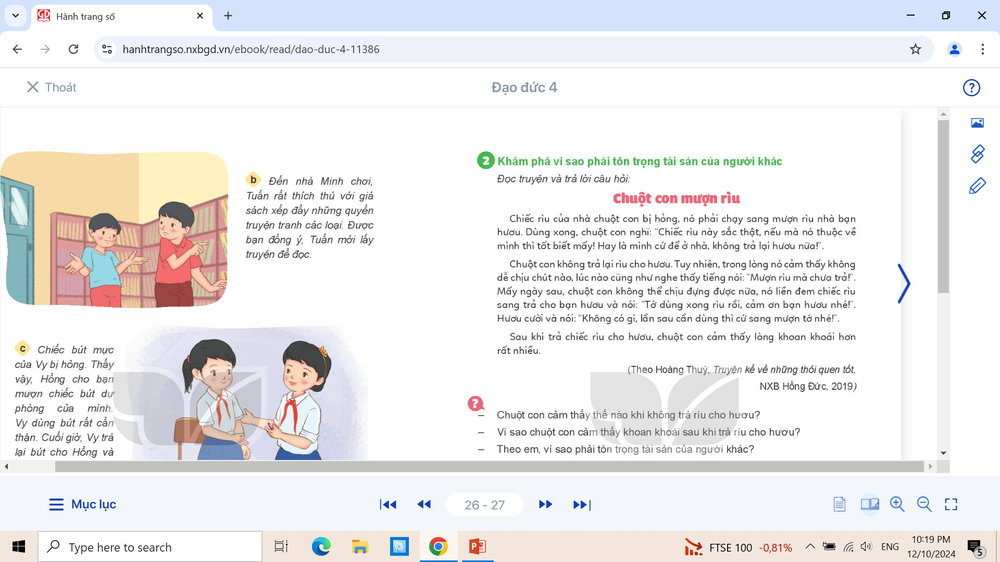 Hành trang số
hanhtrangso.nxbgd.vn/ebook/read/dao-duc-4-11386
Thoát
Đạo đức 4
b Đến nhà Minh chơi,
Tuấn rất thích thú với giá
sách xếp đầy những quyển
truyện tranh các loại. Được
bạn đồng ý, Tuấn mới lấy
truyện để đọc.
c Chiếc bút mực
của Vy bị hỏng. Thấy
vậy, Hồng cho bạn
mượn chiếc bút dự
phòng của mình.
Vy dùng bút rất cẩn
thận. Cuối giờ, Vy trả
lại bút cho Hồng và
2 Khám phá vì sao phải tôn trọng tài sản của người khác
Đọc truyện và trả lời câu hỏi:
Chuột con mượn rìu
Chiếc rìu của nhà chuột con bị hỏng, nó phải chạy sang mượn rìu nhà bạn
hươu. Dùng xong, chuột con nghĩ: “Chiếc rìu này sắc thật, nếu mà nó thuộc về
mình thì tốt biết mấy! Hay là mình cứ để ở nhà, không trả lại hươu nữa!”.
Chuột con không trả lại rìu cho hươu. Tuy nhiên, trong lòng nó cảm thấy không
dễ chịu chút nào, lúc nào cũng như nghe thấy tiếng nói: “Mượn rìu mà chưa trả!”.
Mấy ngày sau, chuột con không thể chịu đựng được nữa, nó liền đem chiếc rìu
sang trả cho bạn hươu và nói: “Tớ dùng xong rìu rồi, cảm ơn bạn hươu nhé!”.
Hươu cười và nói: “Không có gì, lần sau cần dùng thì cứ sang mượn tớ nhé!”.
Sau khi trả chiếc rìu cho hươu, chuột con cảm thấy lòng khoan khoái hơn
rất nhiều.
(Theo Hoàng Thuý, Truyện kể về những thói quen tốt,
NXB Hồng Đức, 2019)
?
– Chuột con cảm thấy thế nào khi không trả rìu cho hươu?
– Vì sao chuột con cảm thấy khoan khoái sau khi trả rìu cho hươu?
– Theo em, vì sao phải tôn trọng tài sản của người khác?
Mục lục
26 - 27
Type here to search
FTSE 100 -0,81%
ENG
10:19 PM
12/10/2024
5